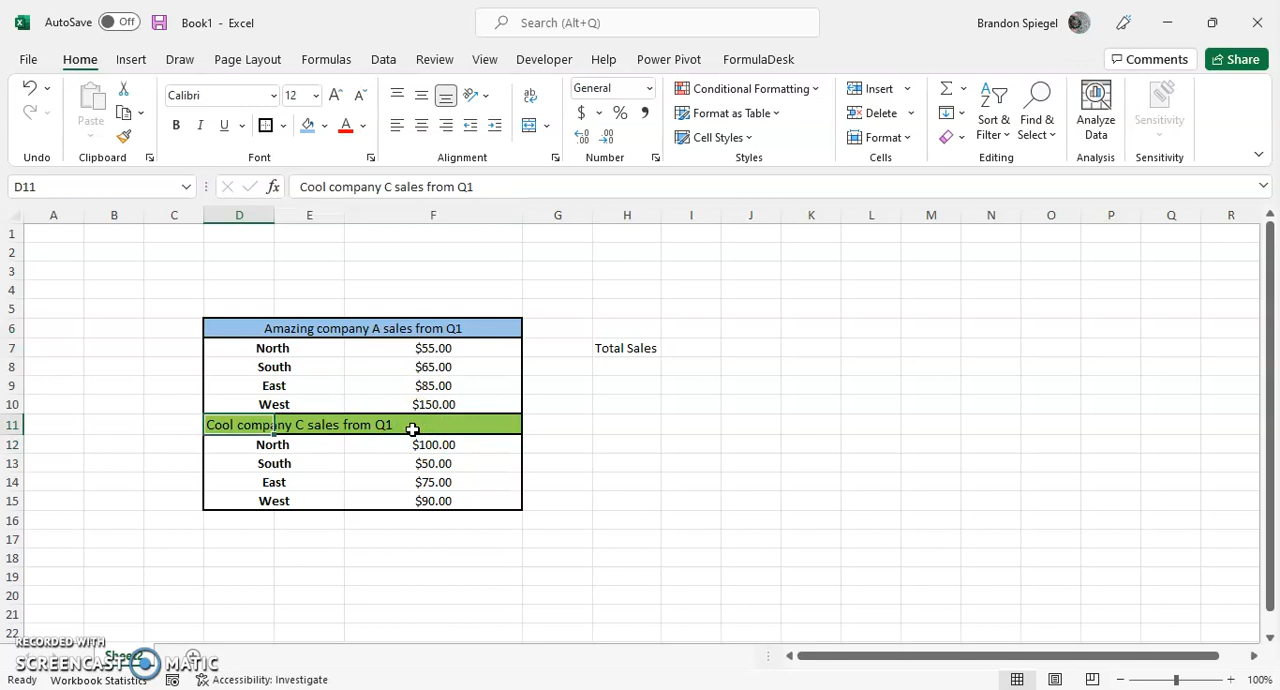 AutoSave Off Book1 - Excel Search (Alt+Q) Brandon Spiegel
File Home Insert Draw Page Layout Formulas Data Review View Developer Help Power Pivot FormulaDesk Comments Share
Calibri 12 General Conditional Formatting Insert
Paste B I U $ % Format as Table Delete Sort & Filter Find & Select Analyze Data Sensitivity
Cell Styles Format
Undo Clipboard Font Alignment Number Styles Cells Editing Analysis Sensitivity
D11 fx Cool company C sales from Q1
A B C D E F G H I J K L M N O P Q R
1
2
3
4
5
6 Amazing company A sales from Q1
7 North $55.00 Total Sales
8 South $65.00
9 East $85.00
10 West $150.00
11 Cool company C sales from Q1
12 North $100.00
13 South $50.00
14 East $75.00
15 West $90.00
16
17
18
19
20
21
22
RECORDED WITH
SCREENCAST MATIC
Ready Workbook Statistics Accessibility: Investigate 100%